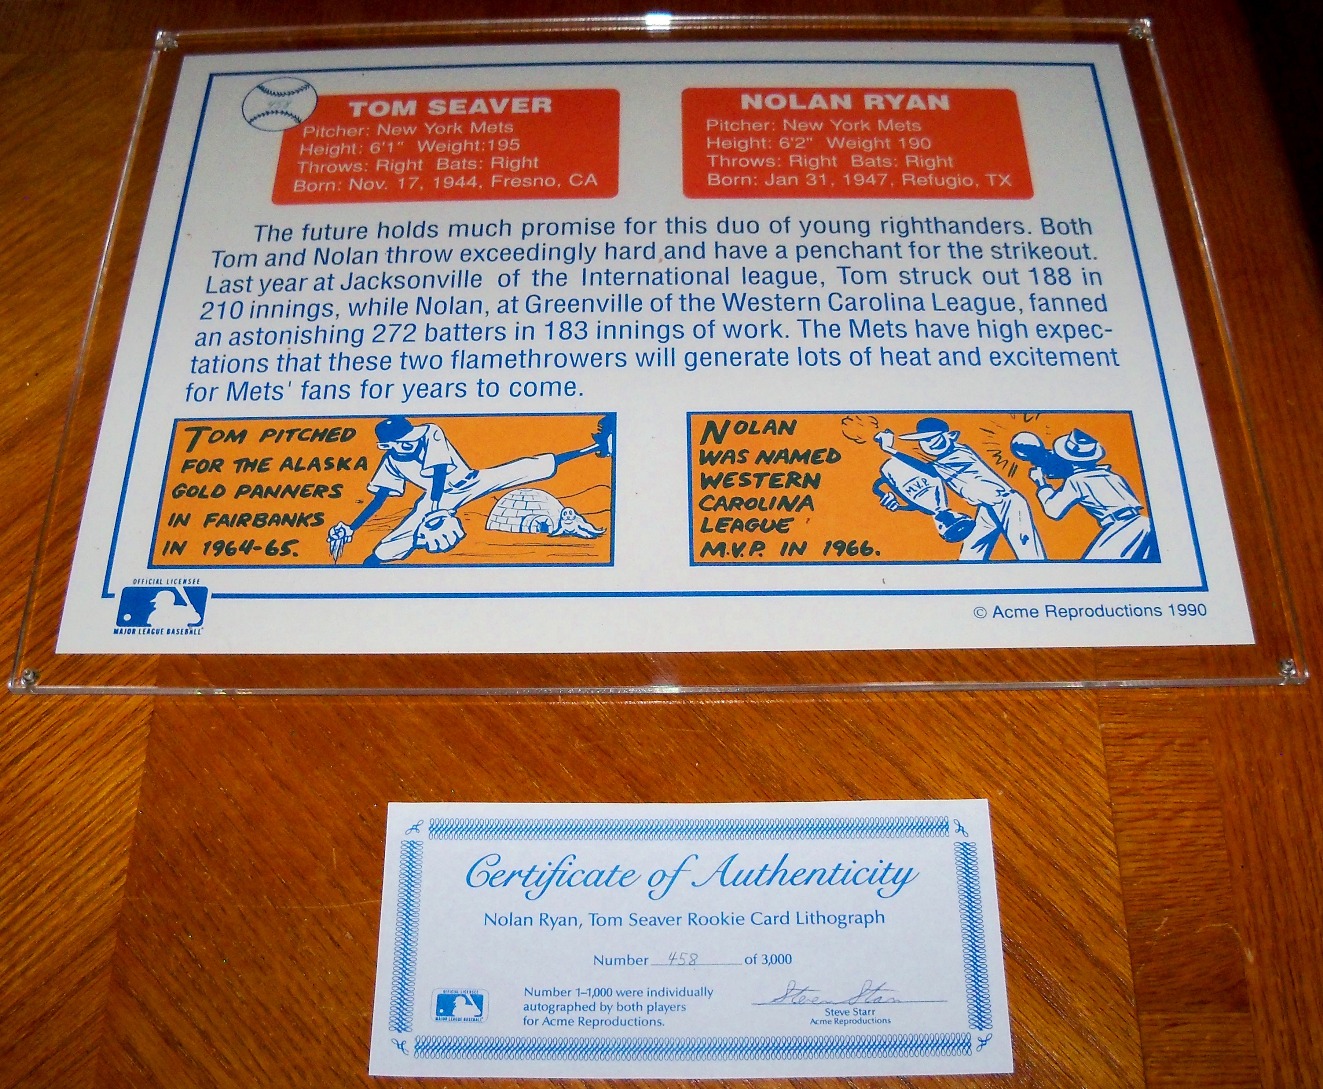 458
TOM SEAVER
Pitcher: New York Mets
Height: 6'1" Weight:195
Throws: Right Bats: Right
Born: Nov. 17, 1944, Fresno, CA
NOLAN RYAN
Pitcher: New York Mets
Height: 6'2" Weight 190
Throws: Right Bats: Right
Born: Jan 31, 1947, Refugio, TX
The future holds much promise for this duo of young righthanders. Both
Tom and Nolan throw exceedingly hard and have a penchant for the strikeout.
Last year at Jacksonville of the International league, Tom struck out 188 in
210 innings, while Nolan, at Greenville of the Western Carolina League, fanned
an astonishing 272 batters in 183 innings of work. The Mets have high expec-
tations that these two flamethrowers will generate lots of heat and excitement
for Mets' fans for years to come.
TOM PITCHED
FOR THE ALASKA
GOLD PANNERS
IN FAIRBANKS
IN 1964-65.
NOLAN
WAS NAMED
WESTERN
CAROLINA
LEAGUE
M.V.P. IN 1966.
M.V.P.
OFFICIAL LICENSEE
MAJOR LEAGUE BASEBALL
© Acme Reproductions 1990
Certificate of Authenticity
Nolan Ryan, Tom Seaver Rookie Card Lithograph
Number 458 of 3,000
Number 1–1,000 were individually
autographed by both players
for Acme Reproductions.
OFFICIAL LICENSEE
MAJOR LEAGUE BASEBALL
Steve Starr
Steve Starr
Acme Reproductions